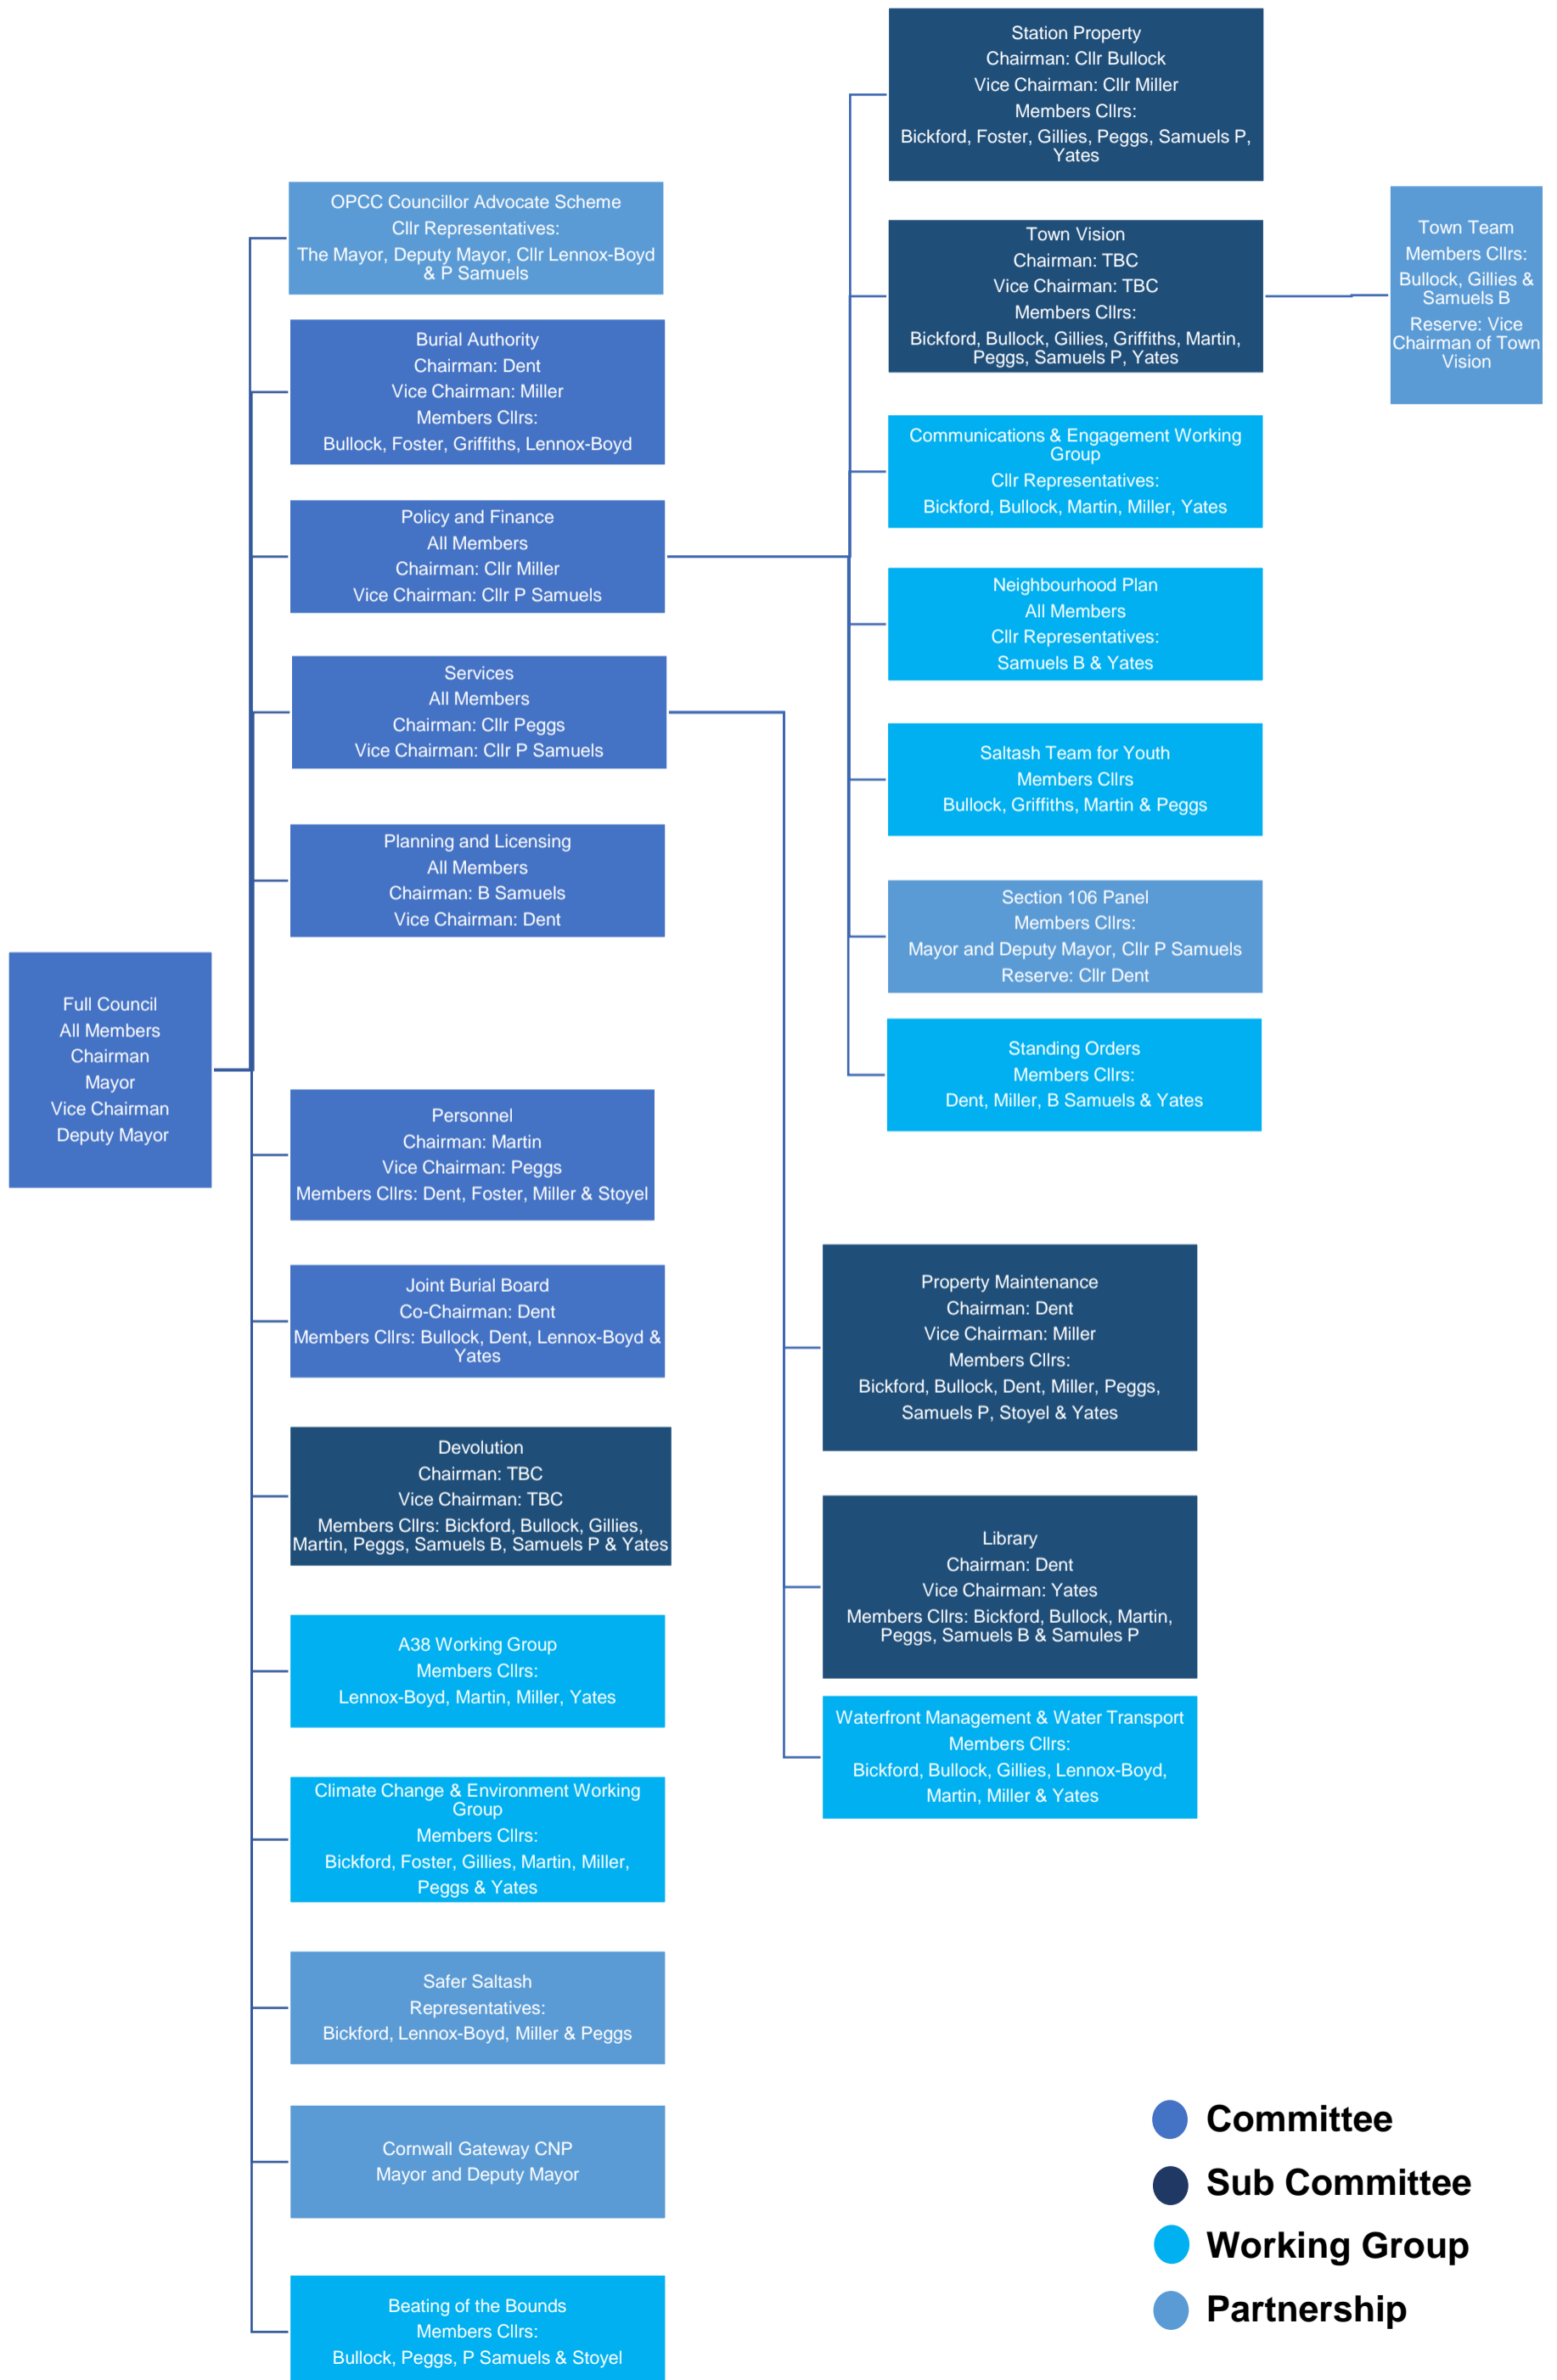 Full Council
All Members
Chairman
Mayor
Vice Chairman
Deputy Mayor
OPCC Councillor Advocate Scheme
Cllr Representatives:
The Mayor, Deputy Mayor, Cllr Lennox-Boyd
& P Samuels
Burial Authority
Chairman: Dent
Vice Chairman: Miller
Members Cllrs:
Bullock, Foster, Griffiths, Lennox-Boyd
Policy and Finance
All Members
Chairman: Cllr Miller
Vice Chairman: Cllr P Samuels
Services
All Members
Chairman: Cllr Peggs
Vice Chairman: Cllr P Samuels
Planning and Licensing
All Members
Chairman: B Samuels
Vice Chairman: Dent
Personnel
Chairman: Martin
Vice Chairman: Peggs
Members Cllrs: Dent, Foster, Miller & Stoyel
Joint Burial Board
Co-Chairman: Dent
Members Cllrs: Bullock, Dent, Lennox-Boyd &
Yates
Devolution
Chairman: TBC
Vice Chairman: TBC
Members Cllrs: Bickford, Bullock, Gillies,
Martin, Peggs, Samuels B, Samuels P & Yates
A38 Working Group
Members Cllrs:
Lennox-Boyd, Martin, Miller, Yates
Climate Change & Environment Working
Group
Members Cllrs:
Bickford, Foster, Gillies, Martin, Miller,
Peggs & Yates
Safer Saltash
Representatives:
Bickford, Lennox-Boyd, Miller & Peggs
Cornwall Gateway CNP
Mayor and Deputy Mayor
Beating of the Bounds
Members Cllrs:
Bullock, Peggs, P Samuels & Stoyel
Station Property
Chairman: Cllr Bullock
Vice Chairman: Cllr Miller
Members Cllrs:
Bickford, Foster, Gillies, Peggs, Samuels P,
Yates
Town Vision
Chairman: TBC
Vice Chairman: TBC
Members Cllrs:
Bickford, Bullock, Gillies, Griffiths, Martin,
Peggs, Samuels P, Yates
Town Team
Members Cllrs:
Bullock, Gillies &
Samuels B
Reserve: Vice
Chairman of Town
Vision
Communications & Engagement Working
Group
Cllr Representatives:
Bickford, Bullock, Martin, Miller, Yates
Neighbourhood Plan
All Members
Cllr Representatives:
Samuels B & Yates
Saltash Team for Youth
Members Cllrs
Bullock, Griffiths, Martin & Peggs
Section 106 Panel
Members Cllrs:
Mayor and Deputy Mayor, Cllr P Samuels
Reserve: Cllr Dent
Standing Orders
Members Cllrs:
Dent, Miller, B Samuels & Yates
Property Maintenance
Chairman: Dent
Vice Chairman: Miller
Members Cllrs:
Bickford, Bullock, Dent, Miller, Peggs,
Samuels P, Stoyel & Yates
Library
Chairman: Dent
Vice Chairman: Yates
Members Cllrs: Bickford, Bullock, Martin,
Peggs, Samuels B & Samules P
Waterfront Management & Water Transport
Members Cllrs:
Bickford, Bullock, Gillies, Lennox-Boyd,
Martin, Miller & Yates
Committee
Sub Committee
Working Group
Partnership